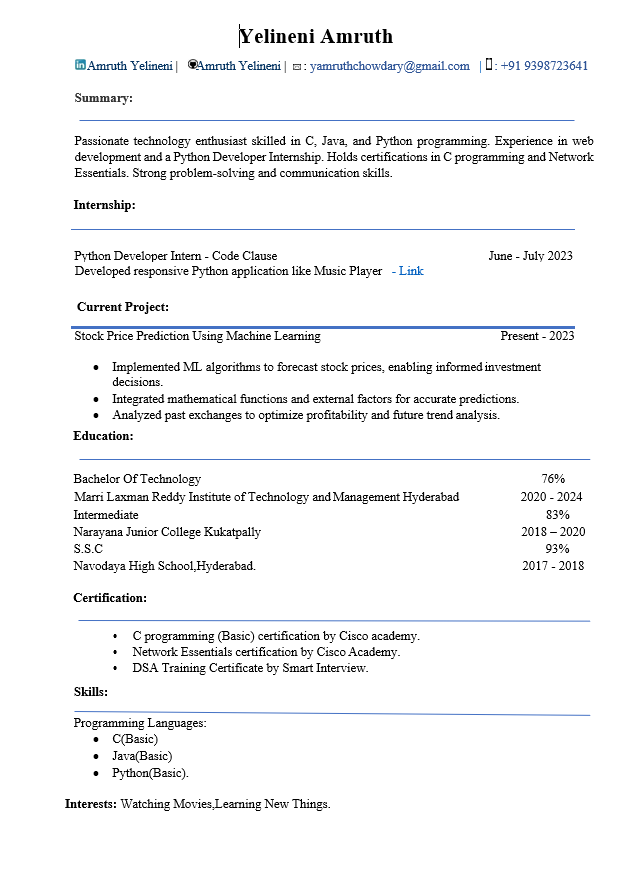 Yelineni Amruth
Amruth Yelineni | Amruth Yelineni | : yamruthchowdary@gmail.com | : +91 9398723641
Summary:
Passionate technology enthusiast skilled in C, Java, and Python programming. Experience in web
development and a Python Developer Internship. Holds certifications in C programming and Network
Essentials. Strong problem-solving and communication skills.
Internship:
Python Developer Intern - Code Clause June - July 2023
Developed responsive Python application like Music Player - Link
Current Project:
Stock Price Prediction Using Machine Learning Present - 2023
• Implemented ML algorithms to forecast stock prices, enabling informed investment
decisions.
• Integrated mathematical functions and external factors for accurate predictions.
• Analyzed past exchanges to optimize profitability and future trend analysis.
Education:
Bachelor Of Technology 76%
Marri Laxman Reddy Institute of Technology and Management Hyderabad 2020 - 2024
Intermediate 83%
Narayana Junior College Kukatpally 2018 – 2020
S.S.C 93%
Navodaya High School,Hyderabad. 2017 - 2018
Certification:
• C programming (Basic) certification by Cisco academy.
• Network Essentials certification by Cisco Academy.
• DSA Training Certificate by Smart Interview.
Skills:
Programming Languages:
• C(Basic)
• Java(Basic)
• Python(Basic).
Interests: Watching Movies,Learning New Things.